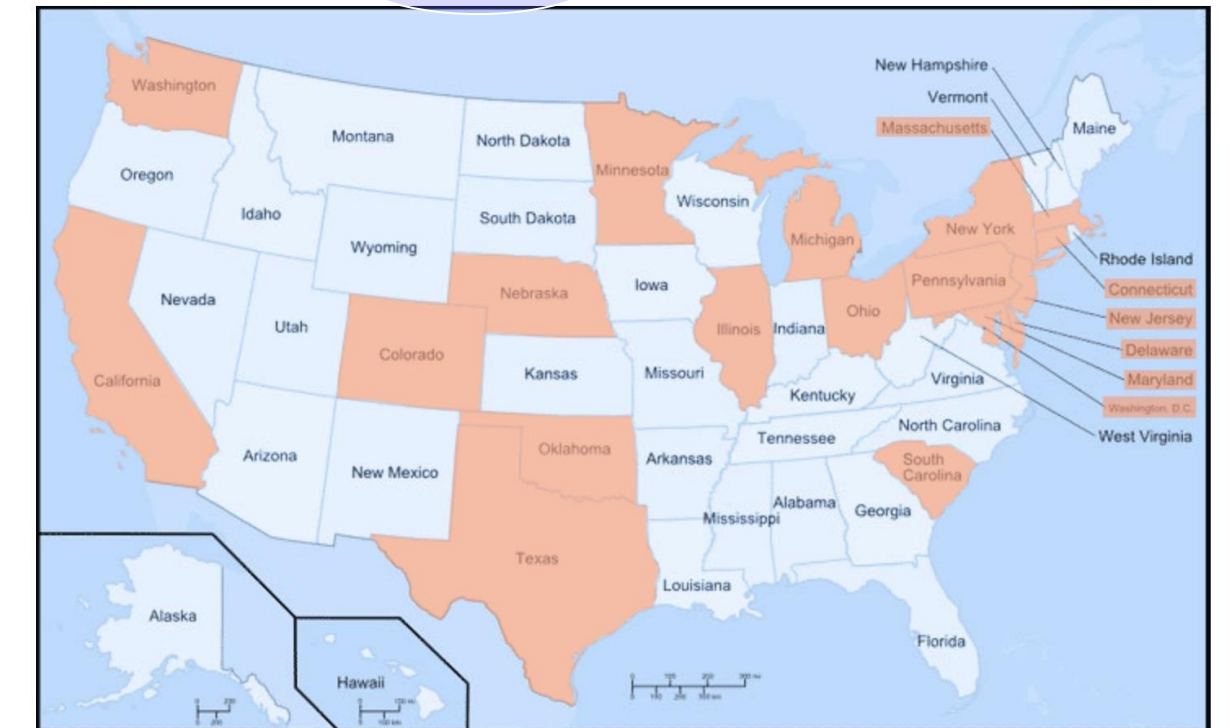 New Hampshire
Vermont
Massachusetts
Maine
Washington
Montana
North Dakota
Minnesota
Oregon
Idaho
South Dakota
Wisconsin
Wyoming
Michigan
New York
Rhode Island
Connecticut
New Jersey
Delaware
Maryland
Washington, D.C.
West Virginia
Nevada
Utah
Nebraska
Iowa
Pennsylvania
Colorado
Illinois
Indiana
Ohio
California
Kansas
Missouri
Kentucky
Virginia
Arizona
New Mexico
Oklahoma
Arkansas
Tennessee
North Carolina
South
Carolina
Texas
Mississippi
Alabama
Georgia
Louisiana
Florida
Alaska
Hawaii